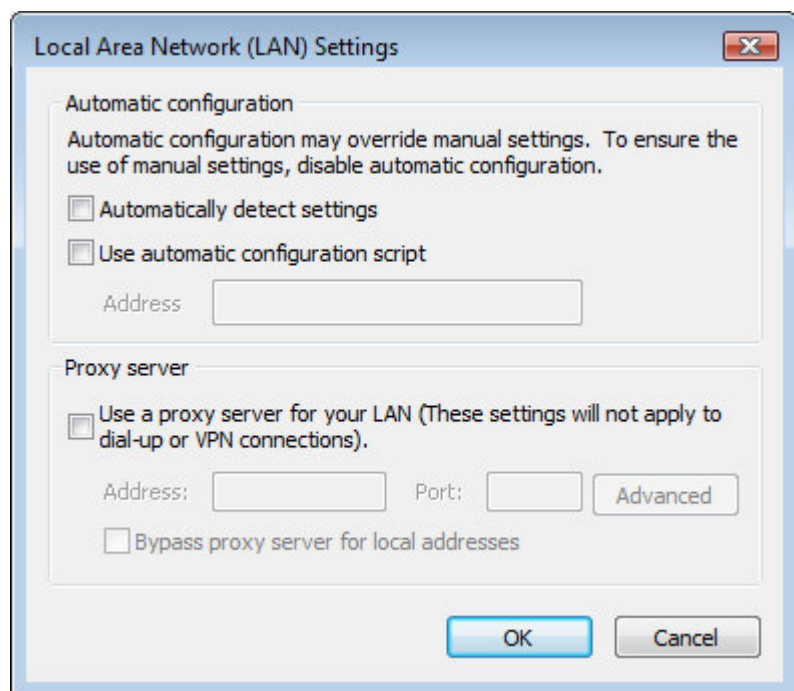 Local Area Network (LAN) Settings
Automatic configuration
Automatic configuration may override manual settings.  To ensure the
use of manual settings, disable automatic configuration.
Automatically detect settings
Use automatic configuration script
Address
Proxy server
Use a proxy server for your LAN (These settings will not apply to
dial-up or VPN connections).
Address: Port: Advanced
Bypass proxy server for local addresses
OK Cancel